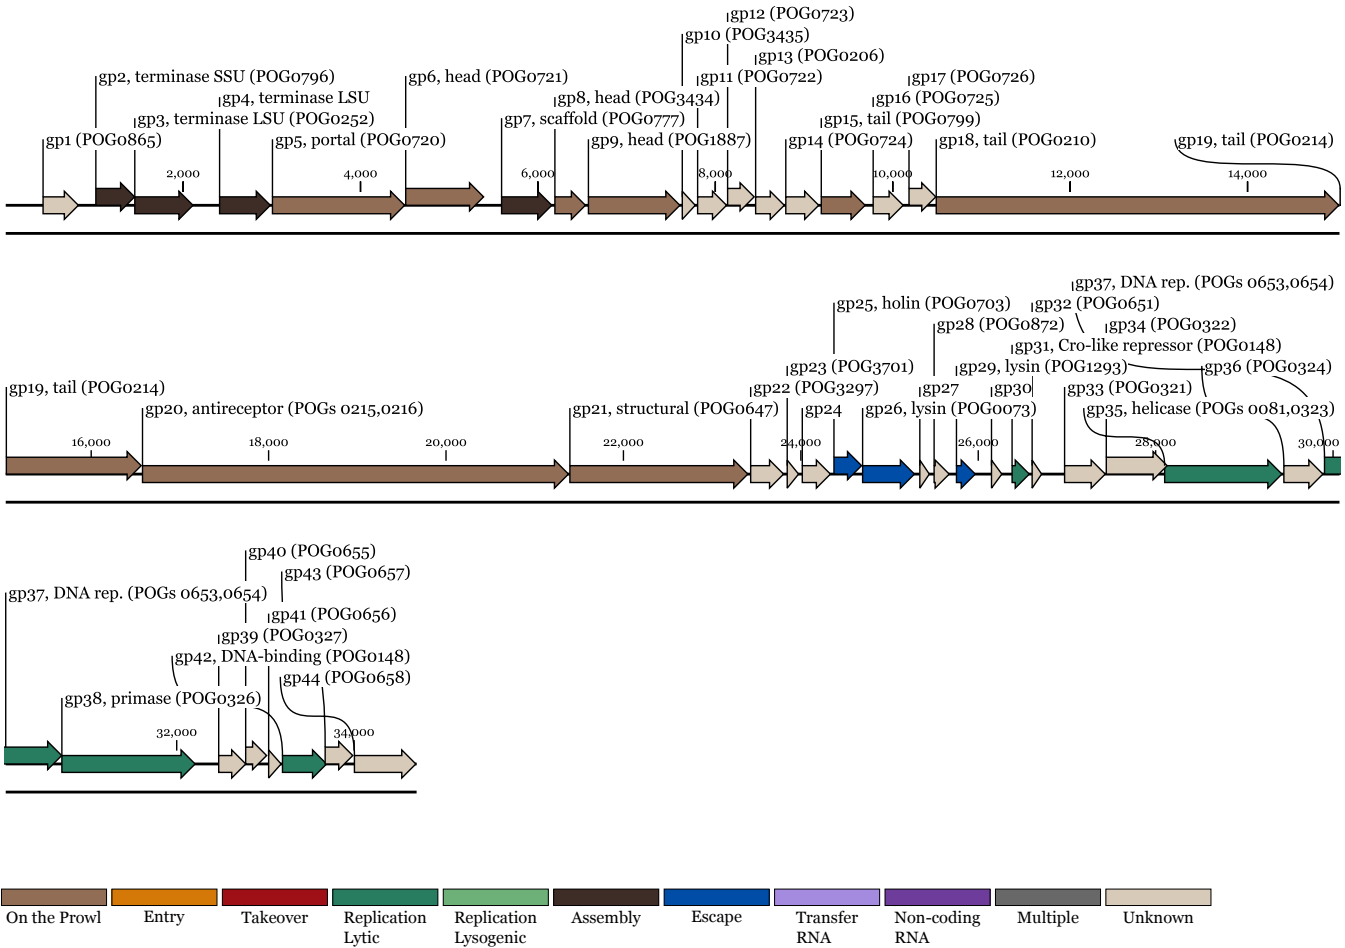 gp12 (POG0723)
gp10 (POG3435)
gp13 (POG0206)
gp2, terminase SSU (POG0796)
gp6, head (POG0721)
gp11 (POG0722)
gp17 (POG0726)
gp4, terminase LSU
gp8, head (POG3434)
gp16 (POG0725)
gp3, terminase LSU (POG0252)
gp7, scaffold (POG0777)
gp15, tail (POG0799)
gp1 (POG0865)
gp5, portal (POG0720)
gp9, head (POG1887)
gp14 (POG0724)
gp18, tail (POG0210)
gp19, tail (POG0214)
2,000
4,000
6,000
8,000
10,000
12,000
14,000
gp37, DNA rep. (POGs 0653,0654)
gp25, holin (POG0703)
gp32 (POG0651)
gp28 (POG0872)
gp34 (POG0322)
gp31, Cro-like repressor (POG0148)
gp23 (POG3701)
gp29, lysin (POG1293)
gp36 (POG0324)
gp19, tail (POG0214)
gp22 (POG3297)
gp27
gp30
gp33 (POG0321)
gp20, antireceptor (POGs 0215,0216)
gp21, structural (POG0647)
gp24
gp26, lysin (POG0073)
gp35, helicase (POGs 0081,0323)
16,000
18,000
20,000
22,000
24,000
26,000
28,000
30,000
gp40 (POG0655)
gp43 (POG0657)
gp37, DNA rep. (POGs 0653,0654)
gp41 (POG0656)
gp39 (POG0327)
gp42, DNA-binding (POG0148)
gp44 (POG0658)
gp38, primase (POG0326)
32,000
34,000
On the Prowl
Entry
Takeover
Replication
Lytic
Replication
Lysogenic
Assembly
Escape
Transfer
RNA
Non-coding
RNA
Multiple
Unknown